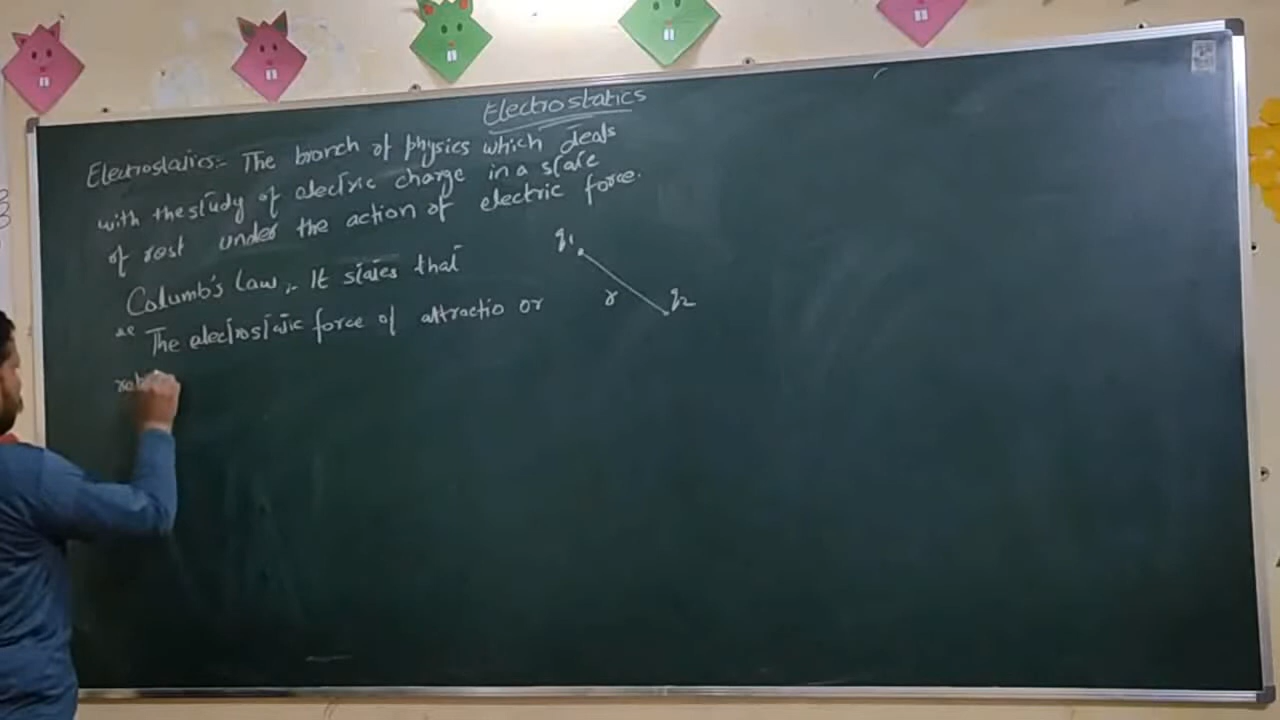 Electrostatics
Electrostatics:- The branch of physics which deals
with the study of electric charge in a state
of rest under the action of electric force.
Columb's Law:- It states that
The electrostatic force of attractio or
q1
r
q2